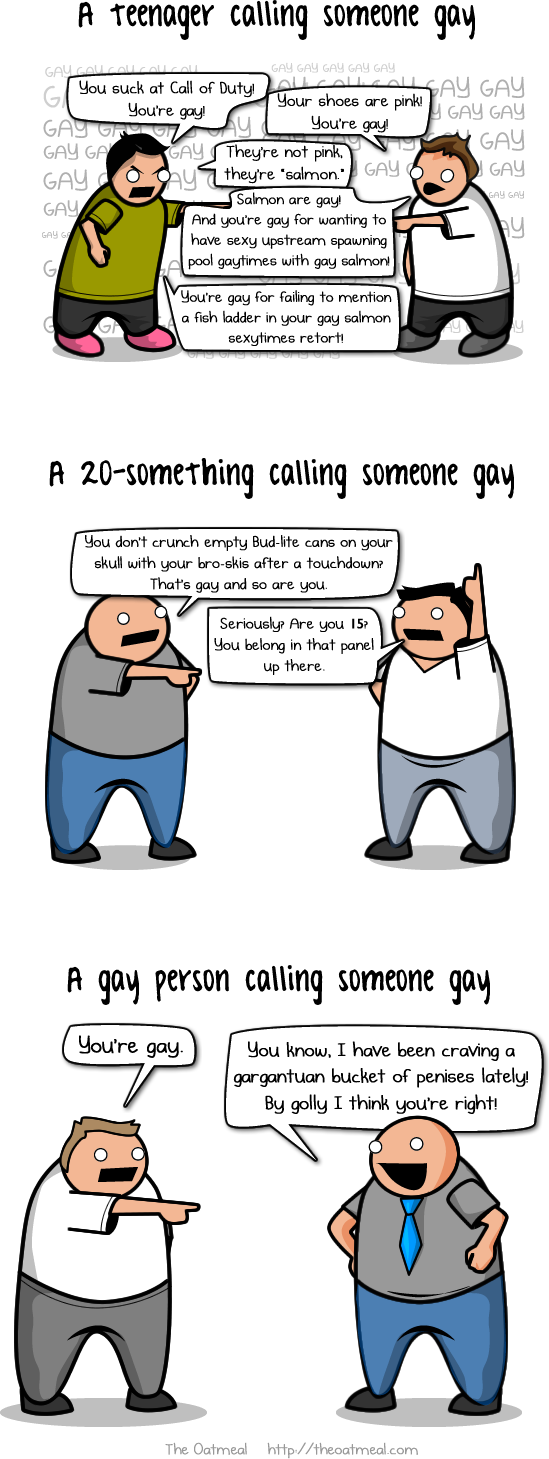 A teenager calling someone gay
GAY GAY GAY GAY GAY
You suck at Call of Duty!
You're gay!
Your shoes are pink!
You're gay!
They're not pink,
they're "salmon."
Salmon are gay!
And you're gay for wanting to
have sexy upstream spawning
pool gaytimes with gay salmon!
You're gay for failing to mention
a fish ladder in your gay salmon
sexytimes retort!
A 20-something calling someone gay
You don't crunch empty Bud-lite cans on your
skull with your bro-skis after a touchdown?
That's gay and so are you.
Seriously? Are you 15?
You belong in that panel
up there.
A gay person calling someone gay
You're gay.
You know, I have been craving a
gargantuan bucket of penises lately!
By golly I think you're right!
The Oatmeal http://theoatmeal.com